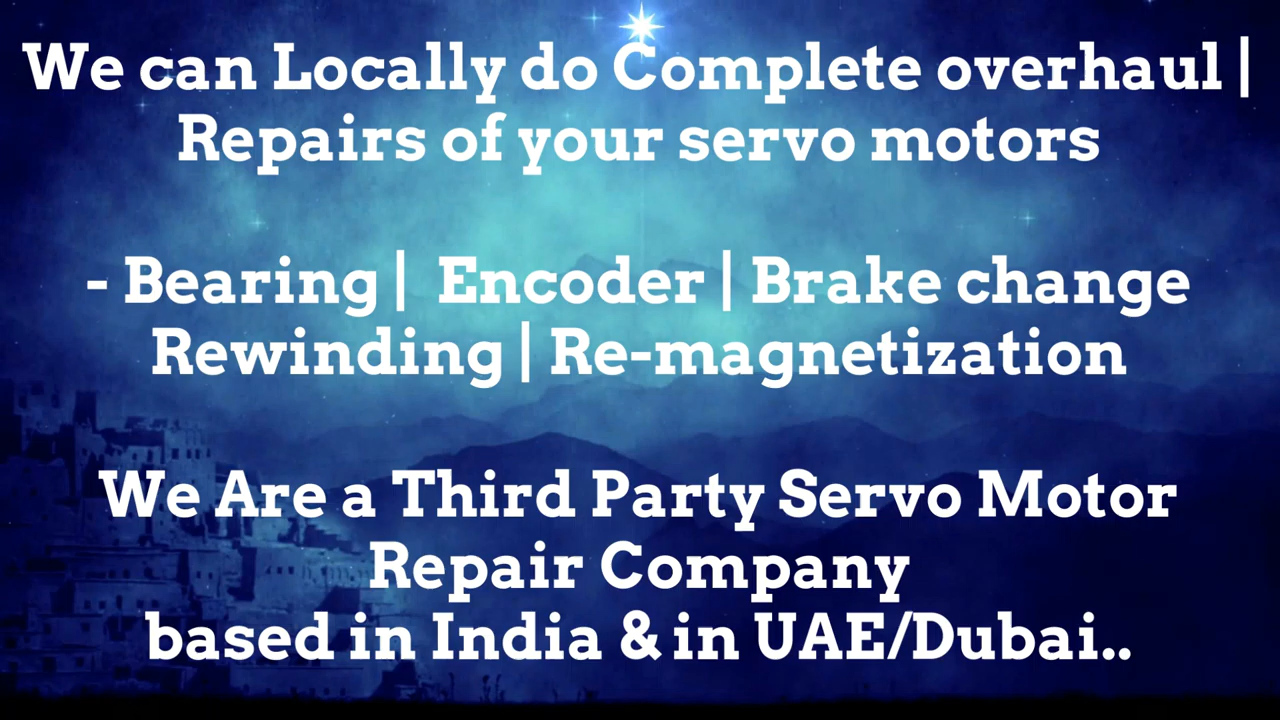 We can Locally do Complete overhaul |
Repairs of your servo motors
- Bearing |  Encoder | Brake change
Rewinding | Re-magnetization
We Are a Third Party Servo Motor
Repair Company
based in India & in UAE/Dubai..